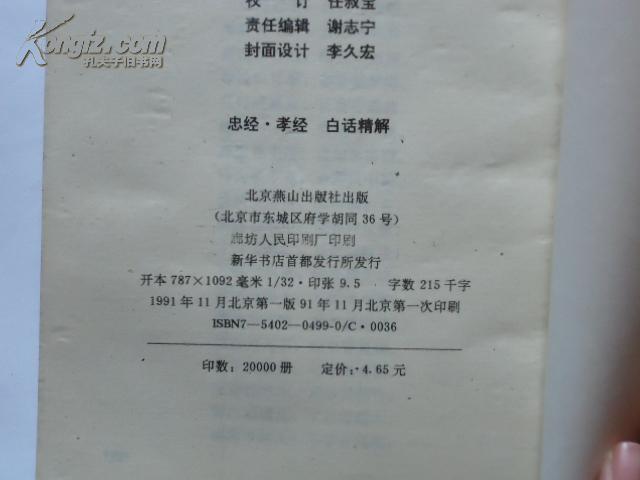 Kongfz.com
孔夫子旧书网
校 订 任叔宝
责任编辑 谢志宁
封面设计 李久宏
忠经·孝经 白话精解
北京燕山出版社出版
(北京市东城区府学胡同36号)
廊坊人民印刷厂印刷
新华书店首都发行所发行
开本787×1092毫米1/32·印张9.5 字数215千字
1991年11月北京第一版91年11月北京第一次印刷
ISBN7—5402—0499-0/C·0036
印数:20000册 定价:4.65元